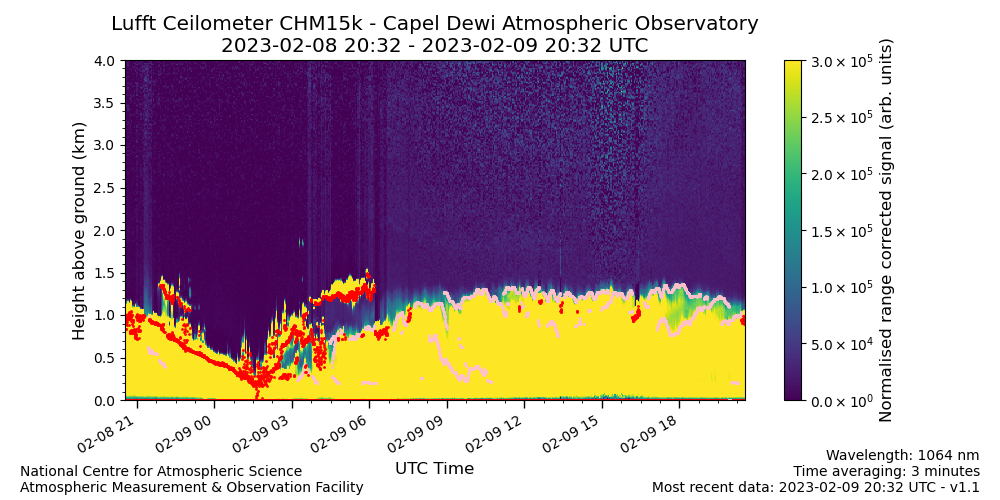 Lufft Ceilometer CHM15k - Capel Dewi Atmospheric Observatory
2023-02-08 20:32 - 2023-02-09 20:32 UTC
Height above ground (km)
4.0
3.5
3.0
2.5
2.0
1.5
1.0
0.5
0.0
02-08 21
02-09 00
02-09 03
02-09 06
02-09 09
02-09 12
02-09 15
02-09 18
UTC Time
3.0 × 10⁵
2.5 × 10⁵
2.0 × 10⁵
1.5 × 10⁵
1.0 × 10⁵
5.0 × 10⁴
0.0 × 10⁰
Normalised range corrected signal (arb. units)
National Centre for Atmospheric Science
Atmospheric Measurement & Observation Facility
Wavelength: 1064 nm
Time averaging: 3 minutes
Most recent data: 2023-02-09 20:32 UTC - v1.1